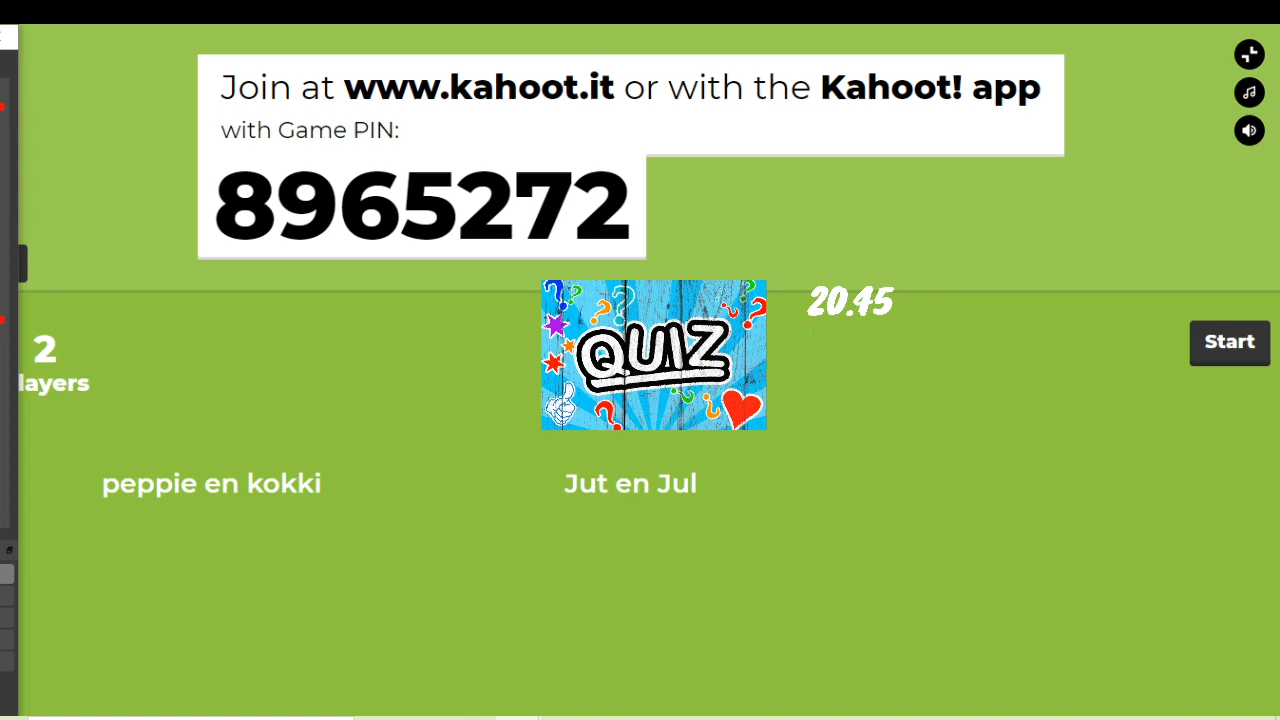 Join at www.kahoot.it or with the Kahoot! app
with Game PIN:
8965272
QUIZ
20.45
2
layers
Start
peppie en kokki
Jut en Jul